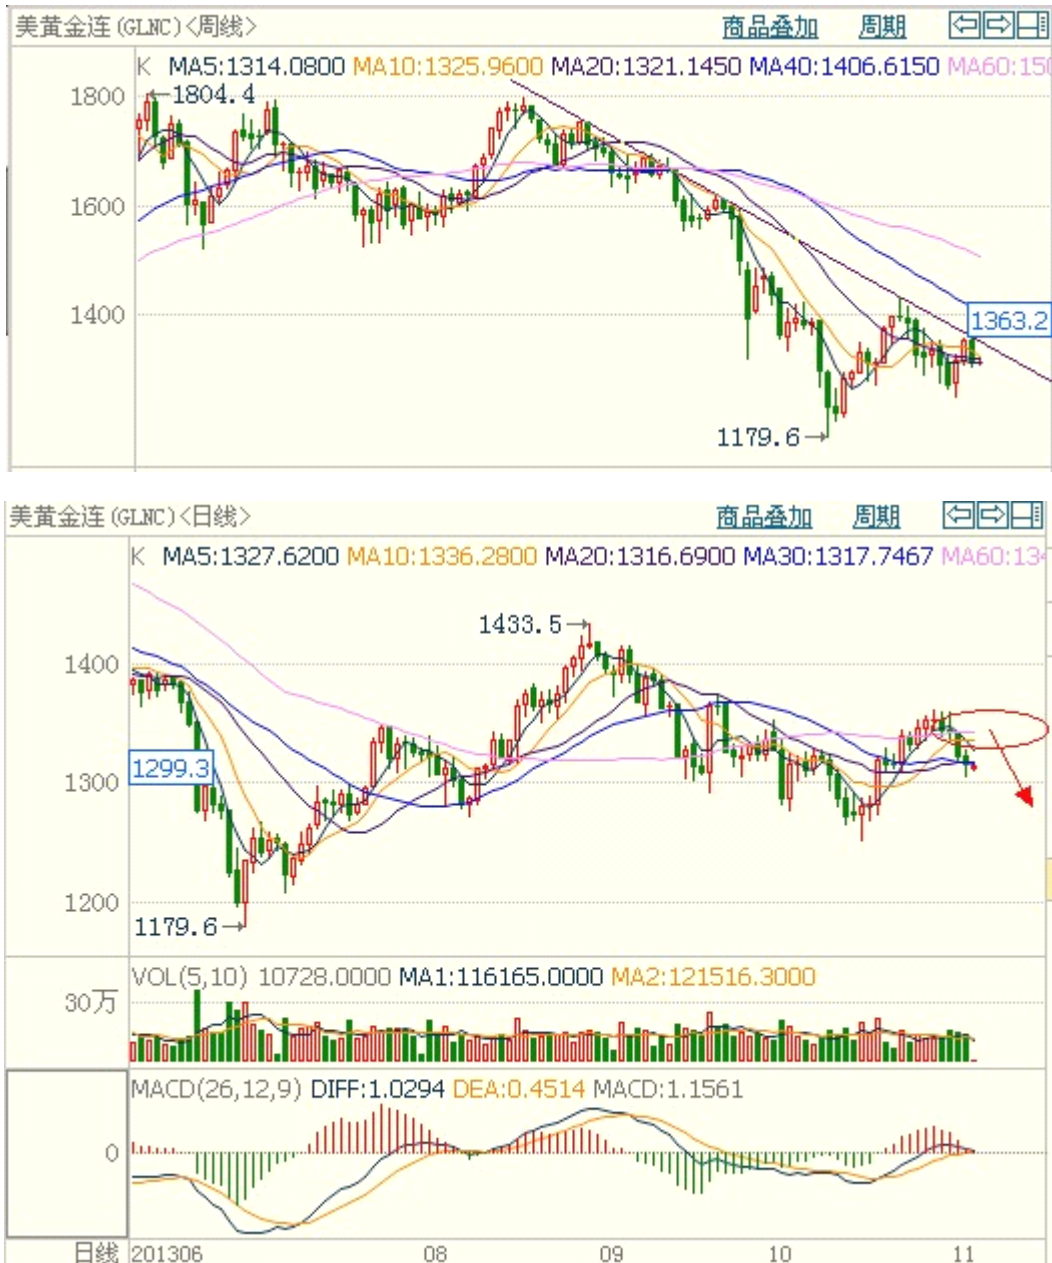 美黄金连(GLNC)<周线> 商品叠加 周期
K MA5:1314.0800 MA10:1325.9600 MA20:1321.1450 MA40:1406.6150 MA60:150
1800
1804.4
1600
1400
1363.2
1179.6
美黄金连(GLNC)<日线> 商品叠加 周期
K MA5:1327.6200 MA10:1336.2800 MA20:1316.6900 MA30:1317.7467 MA60:134
1433.5
1400
1300
1299.3
1200
1179.6
VOL(5,10) 10728.0000 MA1:116165.0000 MA2:121516.3000
30万
MACD(26,12,9) DIFF:1.0294 DEA:0.4514 MACD:1.1561
0
日线 201306 08 09 10 11